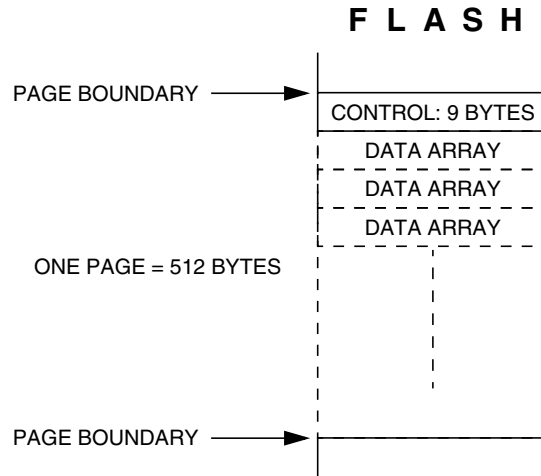 F L A S H
PAGE BOUNDARY
CONTROL: 9 BYTES
DATA ARRAY
DATA ARRAY
DATA ARRAY
ONE PAGE = 512 BYTES
PAGE BOUNDARY